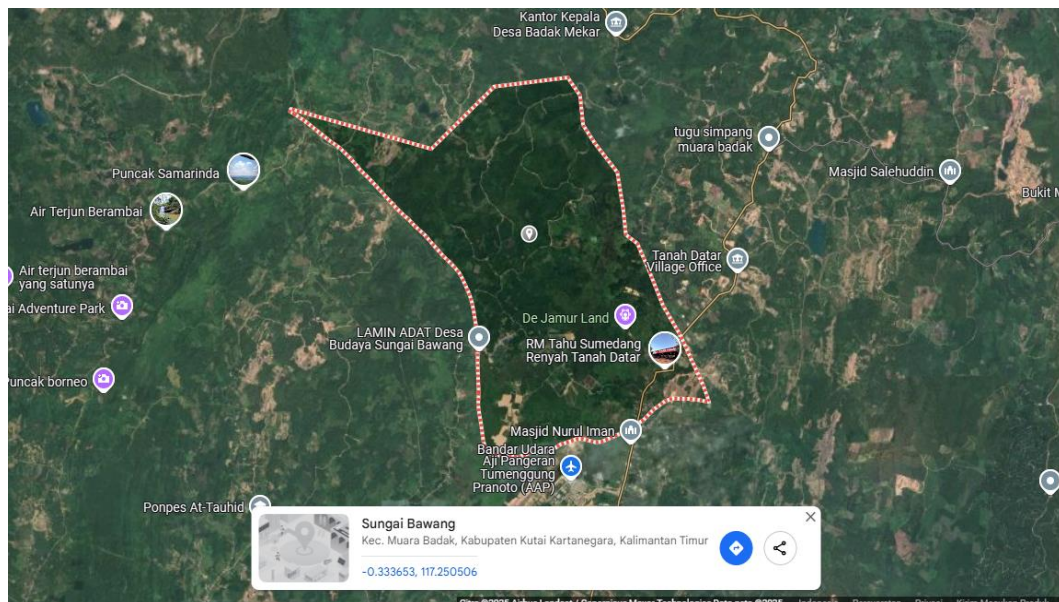 Kantor Kepala
Desa Badak Mekar
tugu simpang
muara badak
Puncak Samarinda
Masjid Salehuddin
Bukit
Air Terjun Berambai
Tanah Datar
Village Office
Air terjun berambai
yang satunya
ai Adventure Park
De Jamur Land
LAMIN ADAT Desa
Budaya Sungai Bawang
RM Tahu Sumedang
Renyah Tanah Datar
Puncak borneo
Masjid Nurul Iman
Bandar Udara
Aji Pangeran
Tumenggung
Pranoto (AAP)
Ponpes At-Tauhid
Sungai Bawang
Kec. Muara Badak, Kabupaten Kutai Kartanegara, Kalimantan Timur
-0.333653, 117.250506